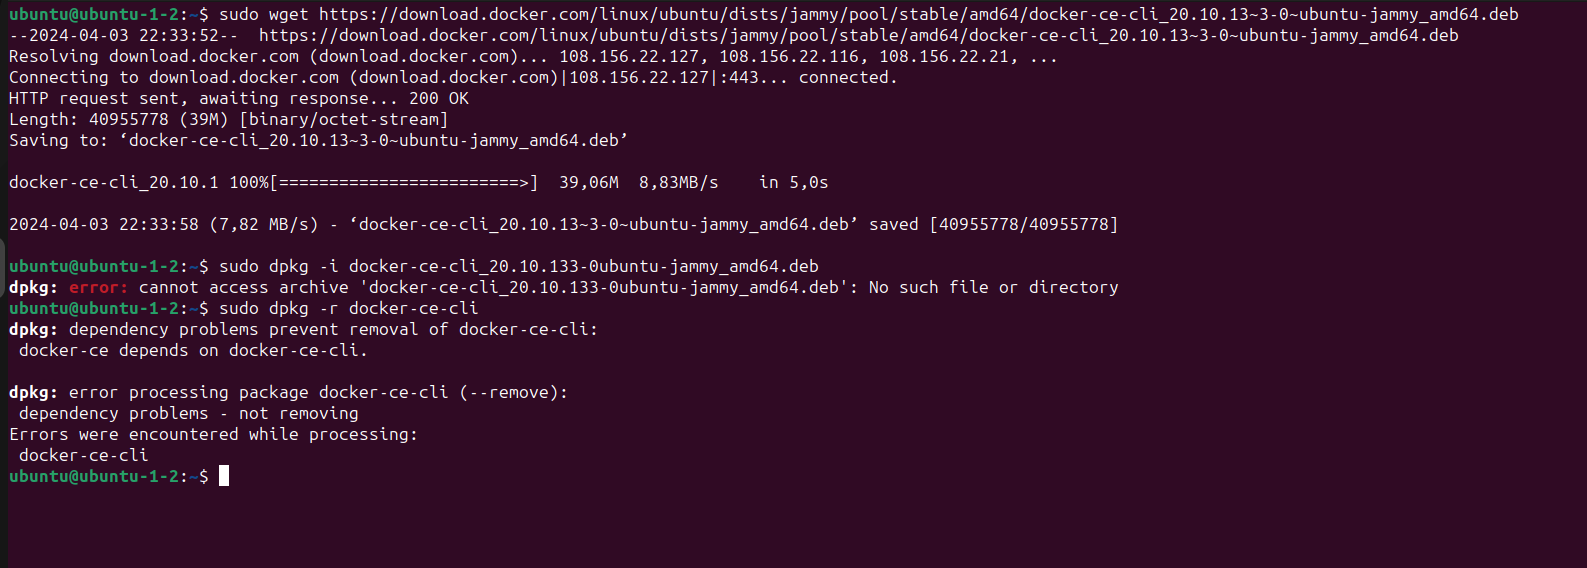 ubuntu@ubuntu-1-2:~$ sudo wget https://download.docker.com/linux/ubuntu/dists/jammy/pool/stable/amd64/docker-ce-cli_20.10.13~3-0~ubuntu-jammy_amd64.deb
--2024-04-03 22:33:52--  https://download.docker.com/linux/ubuntu/dists/jammy/pool/stable/amd64/docker-ce-cli_20.10.13~3-0~ubuntu-jammy_amd64.deb
Resolving download.docker.com (download.docker.com)... 108.156.22.127, 108.156.22.116, 108.156.22.21, ...
Connecting to download.docker.com (download.docker.com)|108.156.22.127|:443... connected.
HTTP request sent, awaiting response... 200 OK
Length: 40955778 (39M) [binary/octet-stream]
Saving to: ‘docker-ce-cli_20.10.13~3-0~ubuntu-jammy_amd64.deb’
docker-ce-cli_20.10.1 100%[========================>]  39,06M  8,83MB/s    in 5,0s
2024-04-03 22:33:58 (7,82 MB/s) - ‘docker-ce-cli_20.10.13~3-0~ubuntu-jammy_amd64.deb’ saved [40955778/40955778]
ubuntu@ubuntu-1-2:~$ sudo dpkg -i docker-ce-cli_20.10.133-0ubuntu-jammy_amd64.deb
dpkg: error: cannot access archive 'docker-ce-cli_20.10.133-0ubuntu-jammy_amd64.deb': No such file or directory
ubuntu@ubuntu-1-2:~$ sudo dpkg -r docker-ce-cli
dpkg: dependency problems prevent removal of docker-ce-cli:
 docker-ce depends on docker-ce-cli.
dpkg: error processing package docker-ce-cli (--remove):
 dependency problems - not removing
Errors were encountered while processing:
 docker-ce-cli
ubuntu@ubuntu-1-2:~$